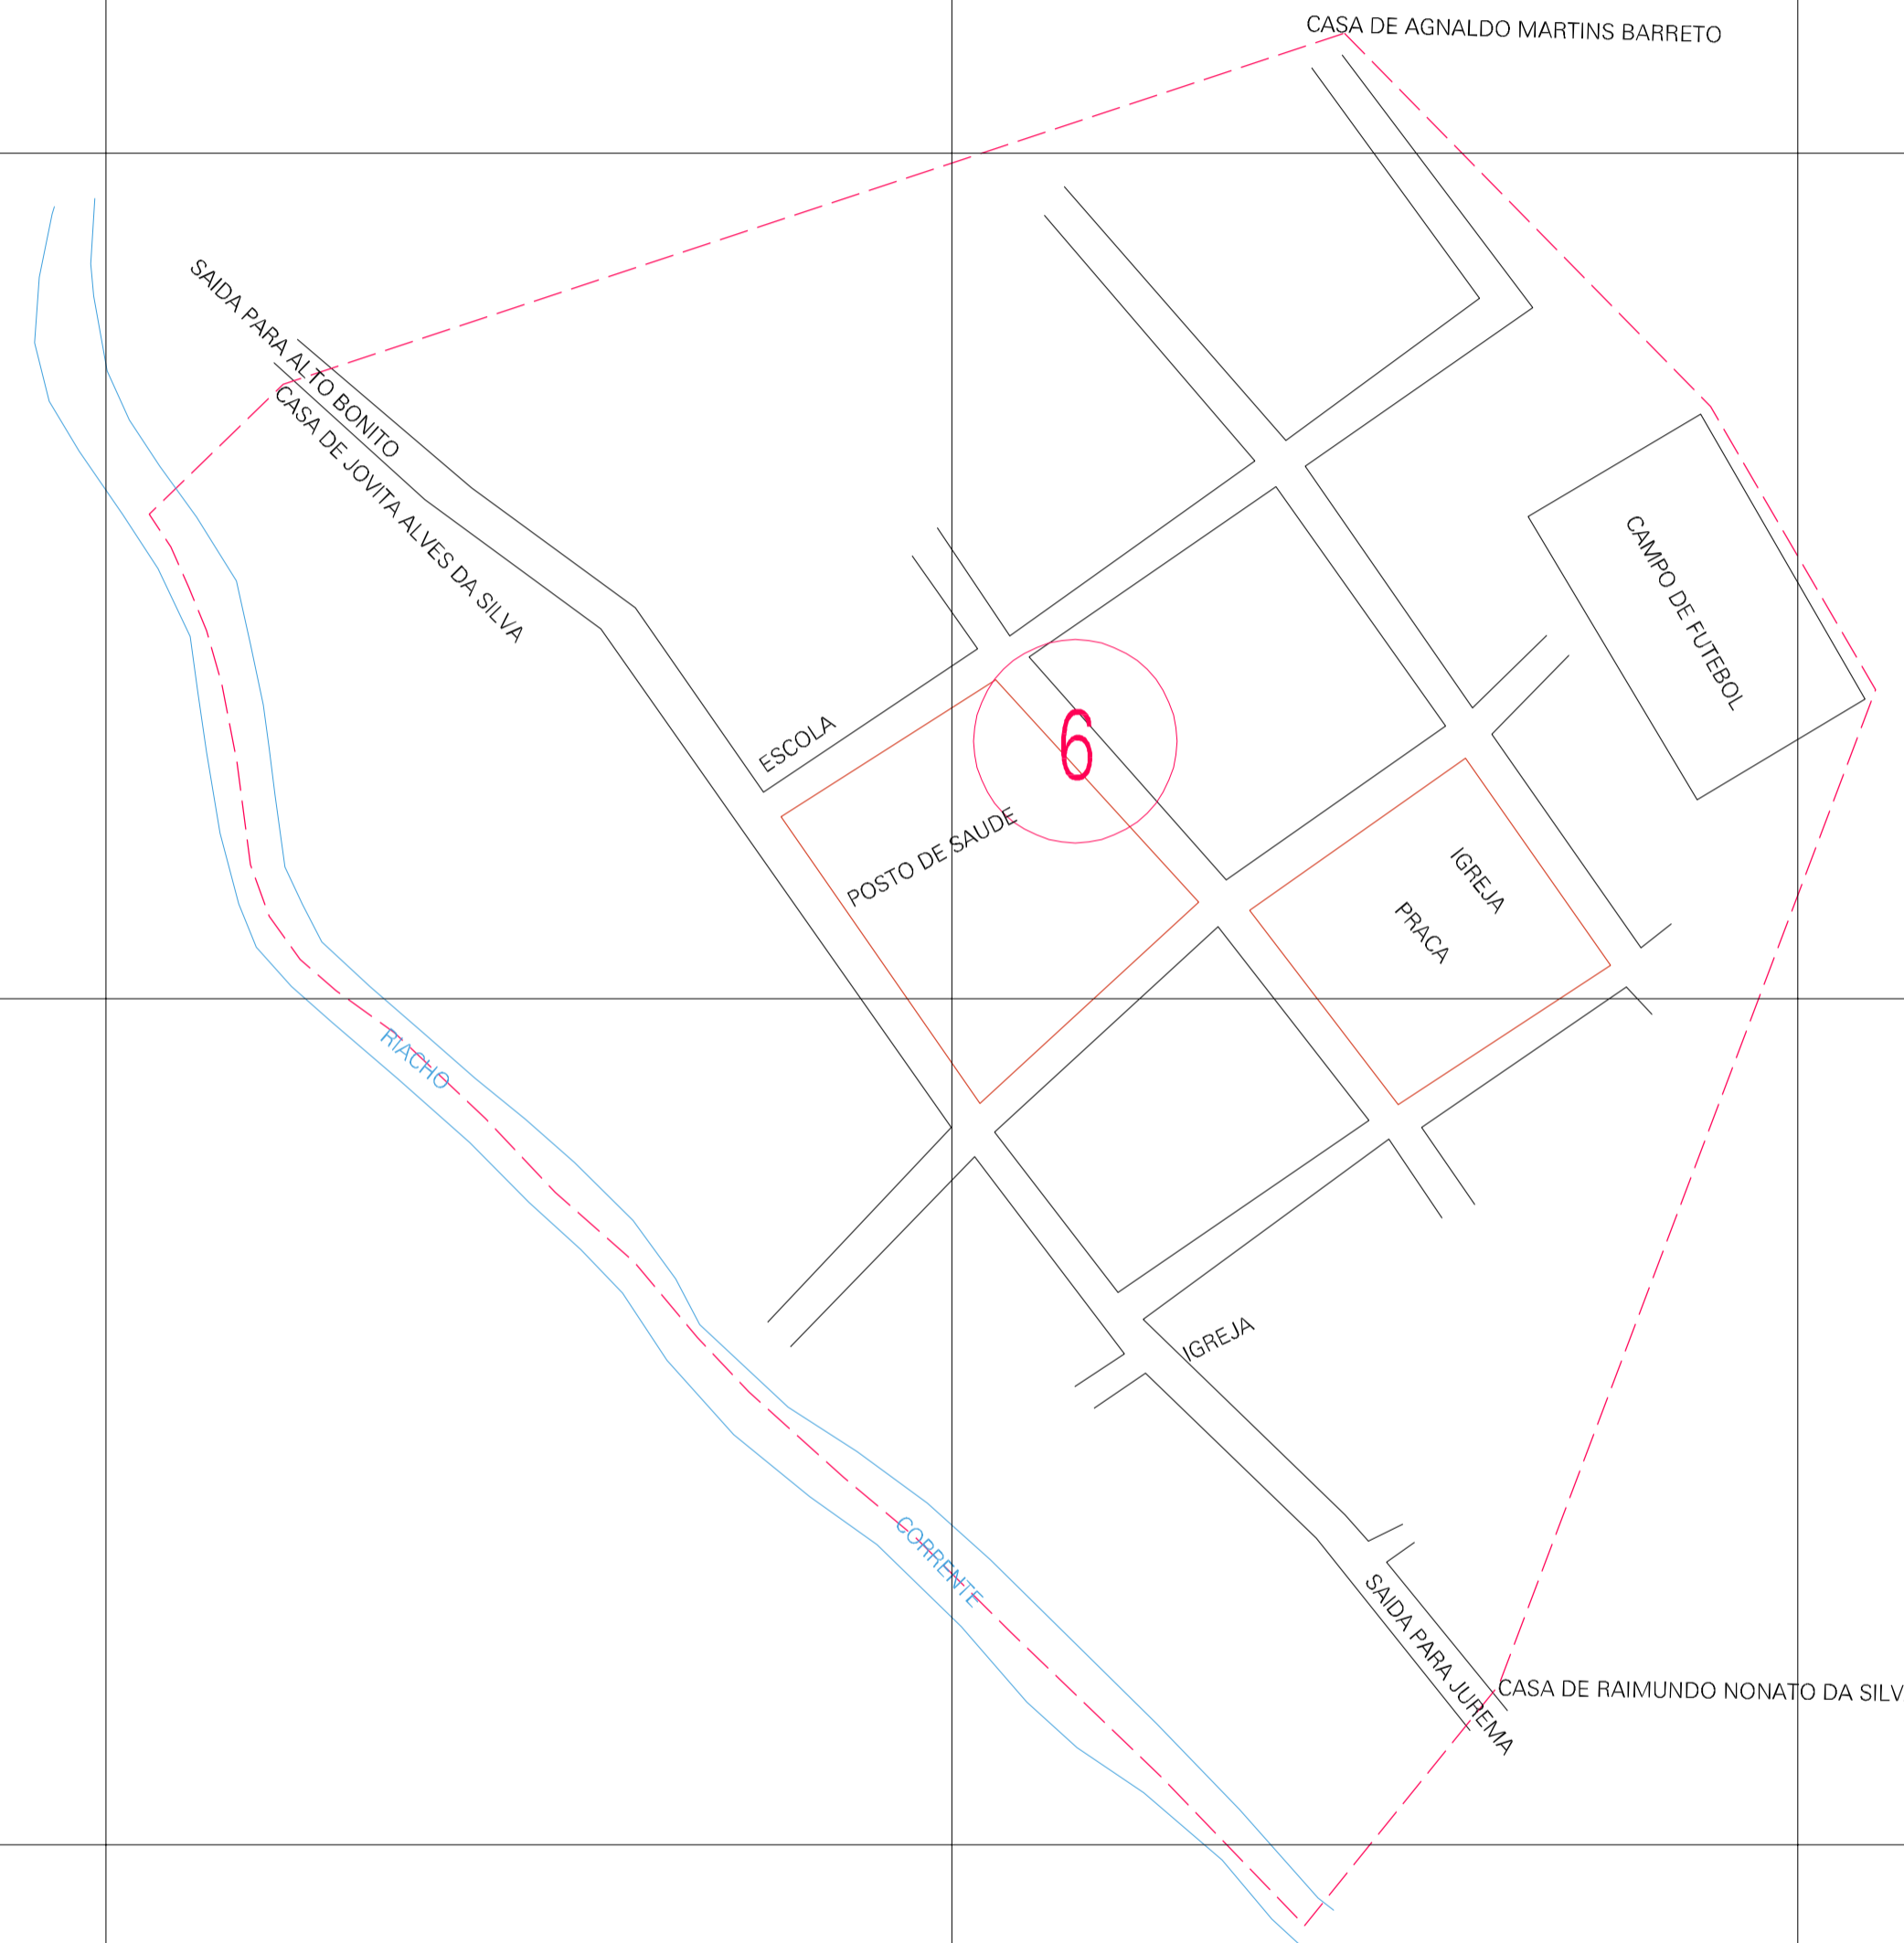 CASA DE AGNALDO MARTINS BARRETO
SAIDA PARA ALTO BONITO
CASA DE JOVITA ALVES DA SILVA
CAMPO DE FUTEBOL
ESCOLA
6
POSTO DE SAUDE
IGREJA
PRACA
RIACHO
IGREJA
CORRENTE
SAIDA PARA JUREMA
CASA DE RAIMUNDO NONATO DA SILV